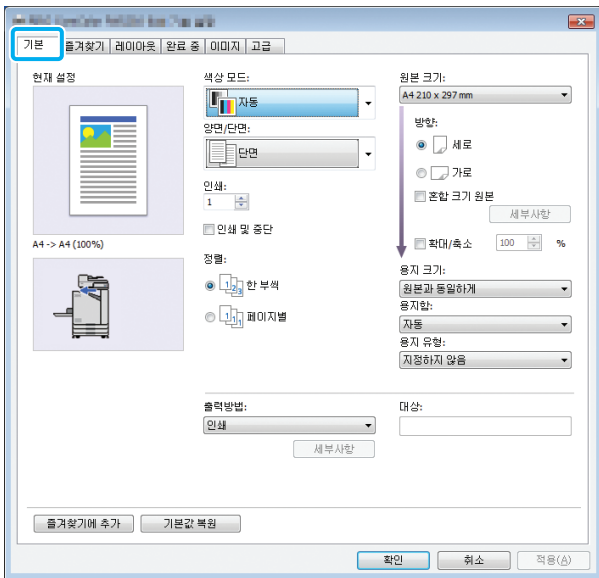 기본 즐겨찾기 레이아웃 완료 중 이미지 고급
현재 설정
A4 -> A4 (100%)
색상 모드:
자동
양면/단면:
단면
인쇄:
1
인쇄 및 중단
정렬:
한 부씩
페이지별
원본 크기:
A4 210 x 297 mm
방향:
세로
가로
혼합 크기 원본
세부사항
확대/축소 100 %
용지 크기:
원본과 동일하게
용지함:
자동
용지 유형:
지정하지 않음
출력방법:
인쇄
세부사항
대상:
즐겨찾기에 추가 기본값 복원
확인 취소 적용(A)